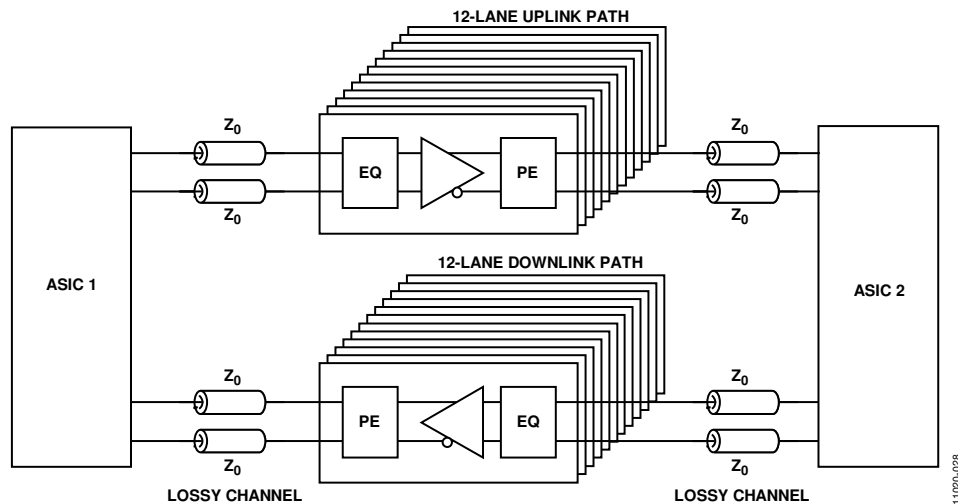 12-LANE UPLINK PATH
Z0 Z0
EQ PE
Z0 Z0
ASIC 1
ASIC 2
12-LANE DOWNLINK PATH
Z0 Z0
PE EQ
Z0 Z0
LOSSY CHANNEL LOSSY CHANNEL
11020-028